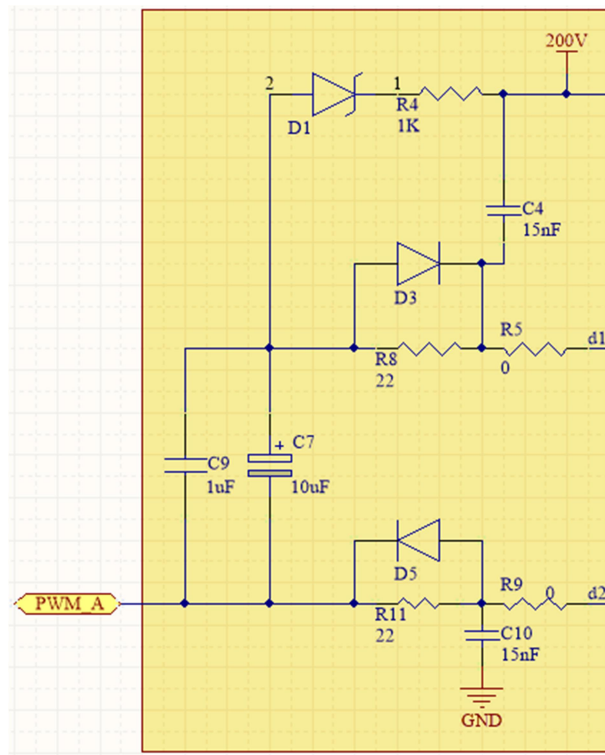 200V
2
1
D1
R4
1K
C4
15nF
D3
R5
0
d1
R8
22
+
C7
10uF
C9
1uF
D5
R9
0
d2
PWM_A
R11
22
C10
15nF
GND